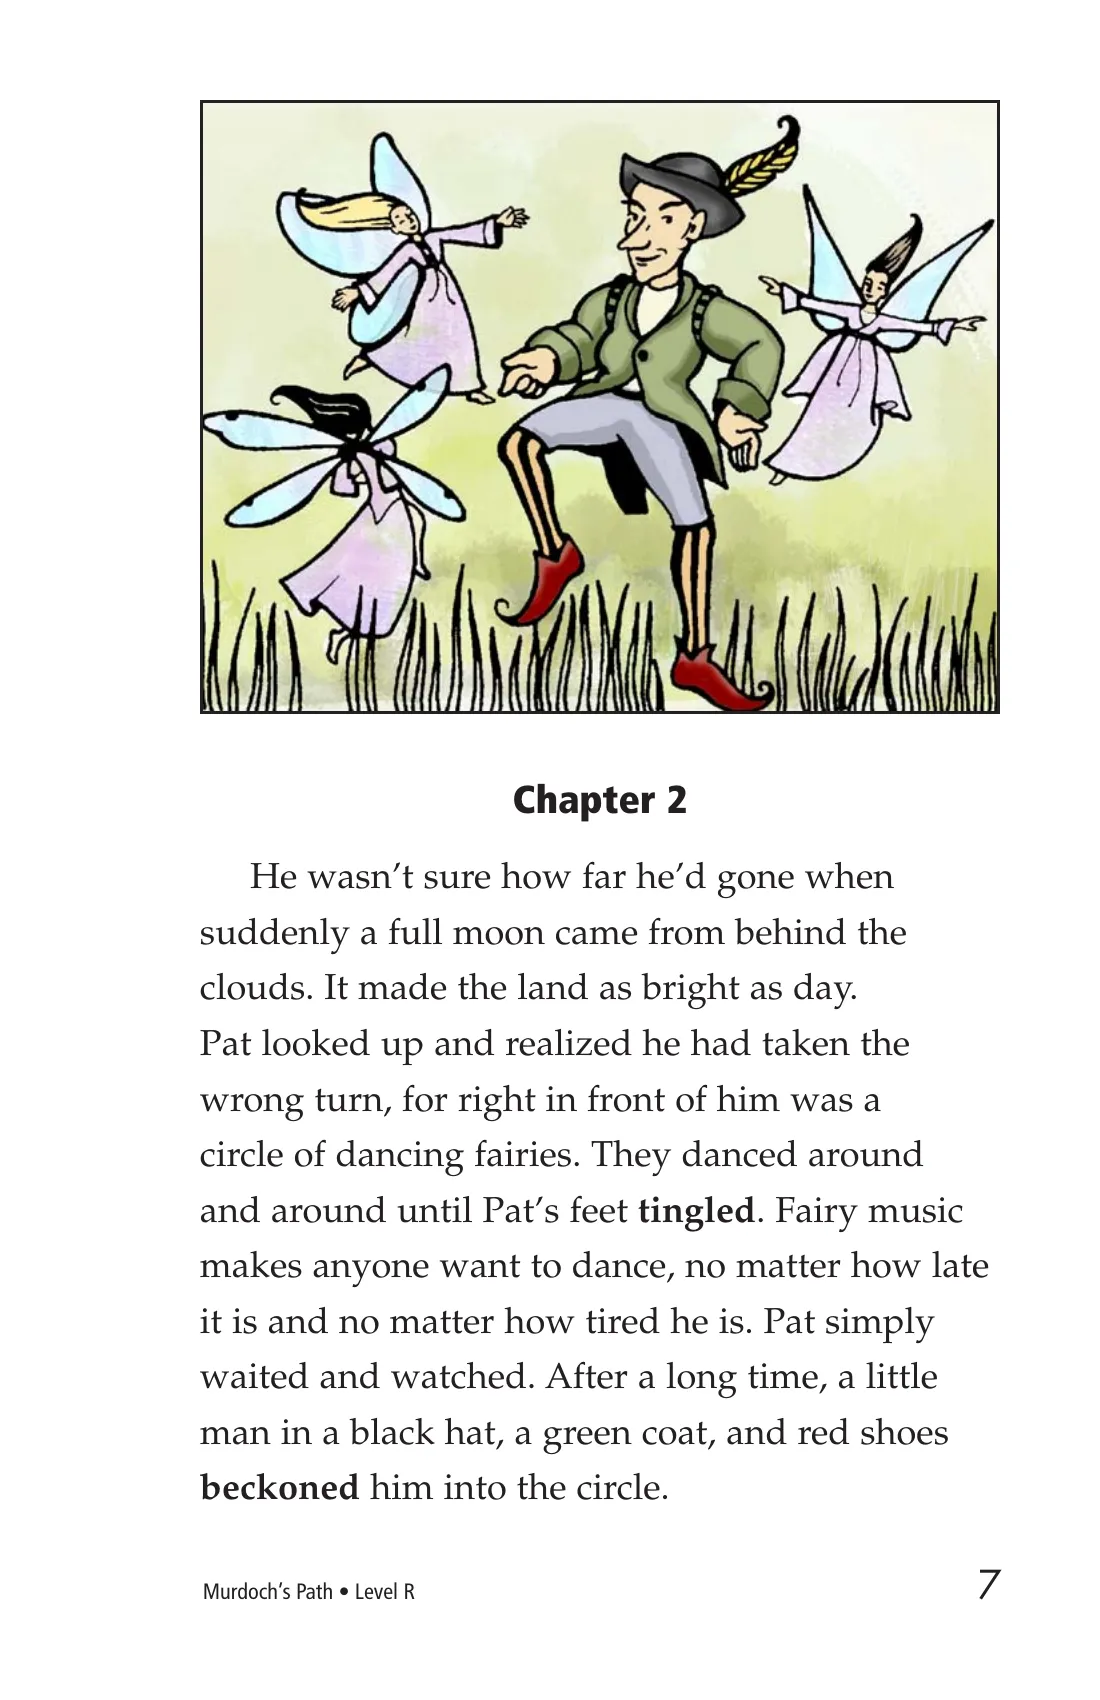 Chapter 2
He wasn’t sure how far he’d gone when
suddenly a full moon came from behind the
clouds. It made the land as bright as day.
Pat looked up and realized he had taken the
wrong turn, for right in front of him was a
circle of dancing fairies. They danced around
and around until Pat’s feet tingled. Fairy music
makes anyone want to dance, no matter how late
it is and no matter how tired he is. Pat simply
waited and watched. After a long time, a little
man in a black hat, a green coat, and red shoes
beckoned him into the circle.
Murdoch’s Path • Level R
7